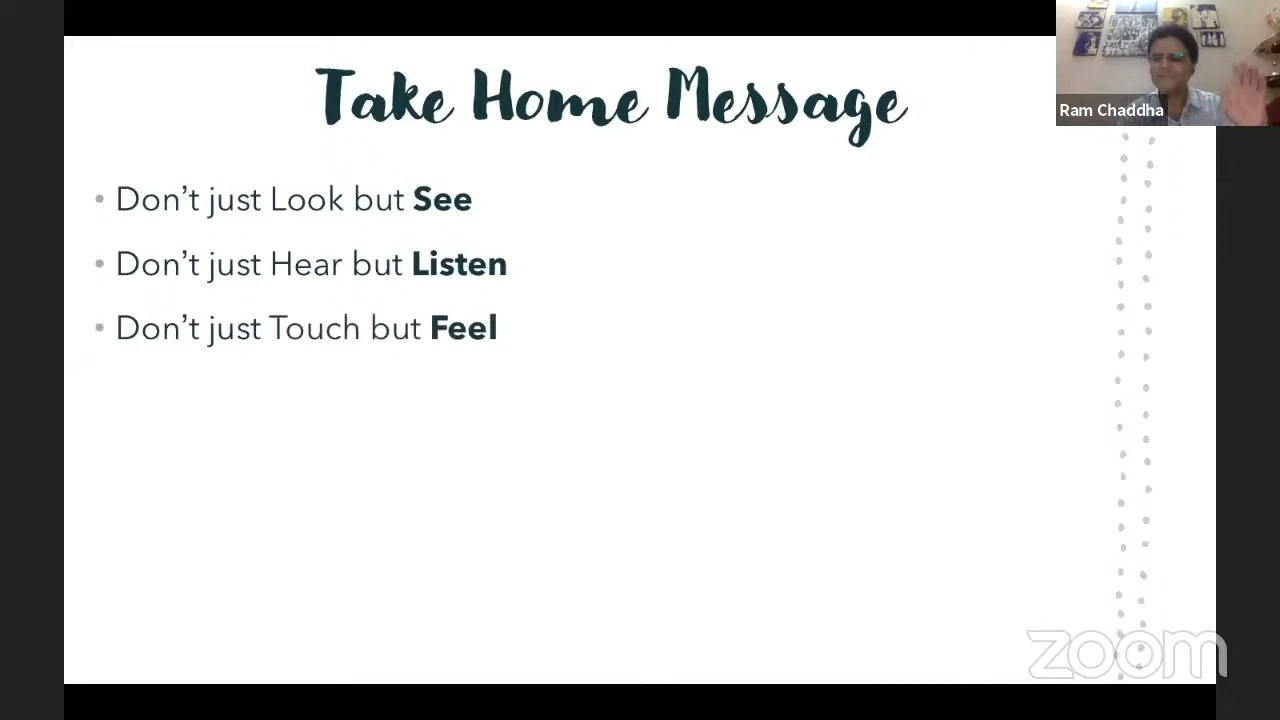 Take Home Message
Ram Chaddha
• Don’t just Look but See
• Don’t just Hear but Listen
• Don’t just Touch but Feel
zoom